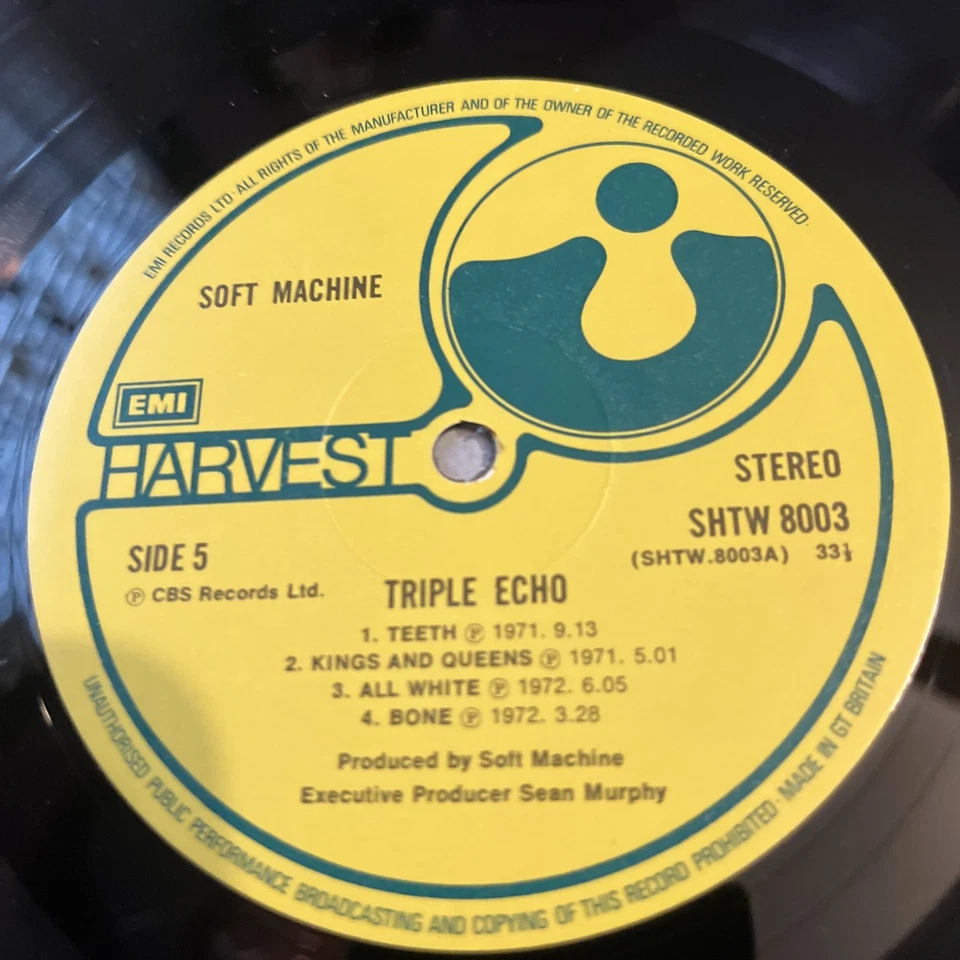 EMI RECORDS LTD · ALL RIGHTS OF THE MANUFACTURER AND OF THE OWNER OF THE RECORDED WORK RESERVED ·
SOFT MACHINE
EMI
HARVEST
STEREO
SHTW 8003
(SHTW.8003A) 33⅓
SIDE 5
℗ CBS Records Ltd.
TRIPLE ECHO
1. TEETH ℗ 1971. 9.13
2. KINGS AND QUEENS ℗ 1971. 5.01
3. ALL WHITE ℗ 1972. 6.05
4. BONE ℗ 1972. 3.28
Produced by Soft Machine
Executive Producer Sean Murphy
UNAUTHORISED PUBLIC PERFORMANCE BROADCASTING AND COPYING OF THIS RECORD PROHIBITED · MADE IN GT BRITAIN